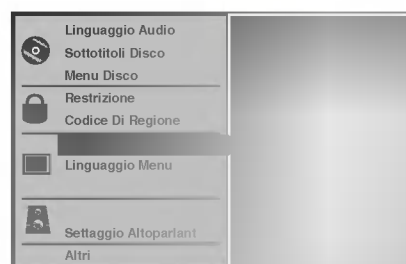 Linguaggio Audio
Sottotitoli Disco
Menu Disco
Restrizione
Codice Di Regione
Linguaggio Menu
Settaggio Altoparlant
Altri